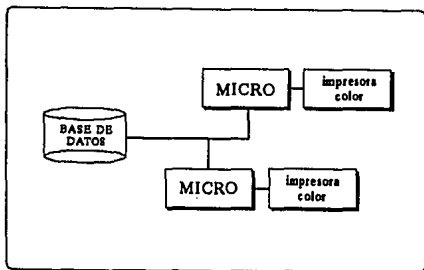 MICRO
impresora
color
BASE DE
DATOS
MICRO
impresora
color